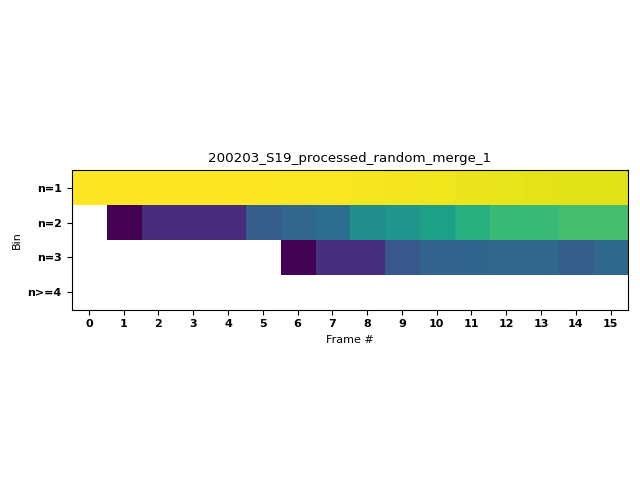 200203_S19_processed_random_merge_1
n=1
n=2
n=3
n>=4
Bin
0 1 2 3 4 5 6 7 8 9 10 11 12 13 14 15
Frame #